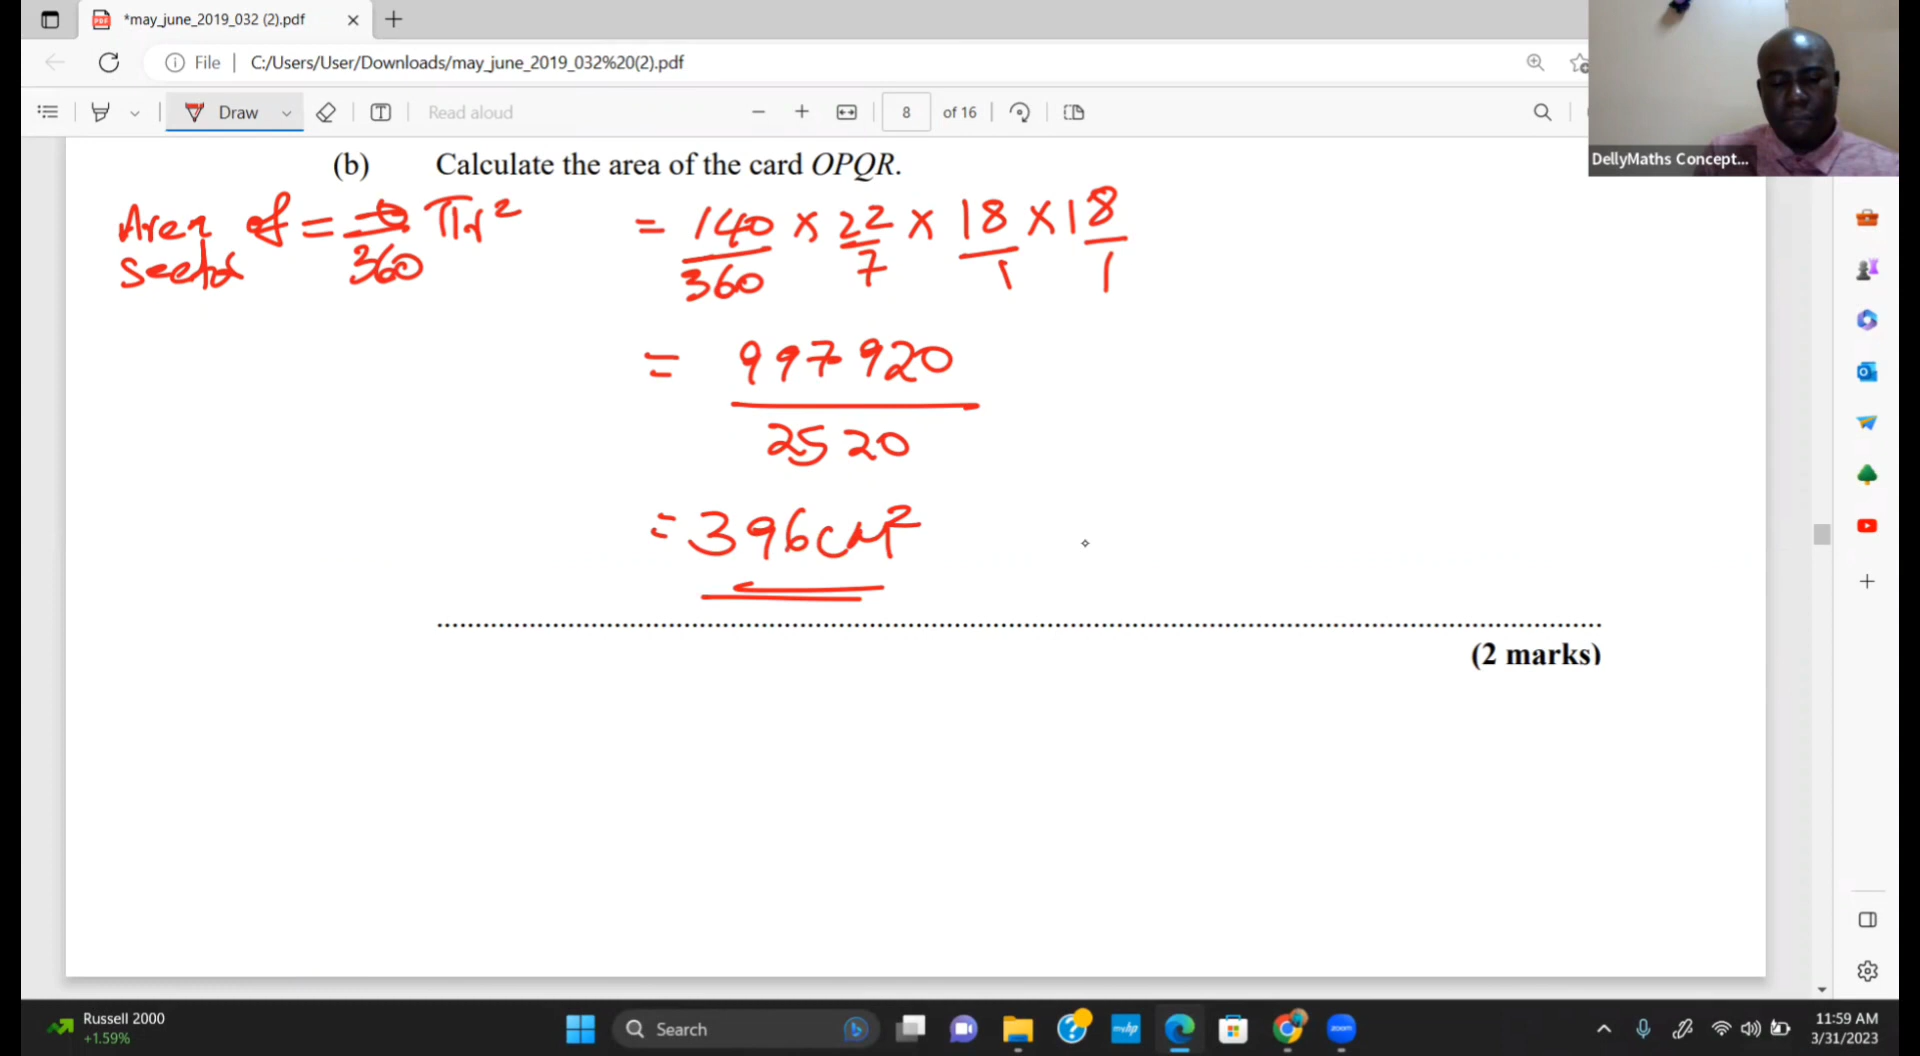 *may_june_2019_032 (2).pdf
File | C:/Users/User/Downloads/may_june_2019_032%20(2).pdf
Draw Read aloud 8 of 16
DellyMaths Concept...
(b) Calculate the area of the card OPQR.
Area of = θ/360 πr² = 140/360 × 22/7 × 18/1 × 18/1
sector
= 997920
2520
= 396cm²
(2 marks)
Russell 2000
+1.59%
Search
myhp
zoom
11:59 AM
3/31/2023